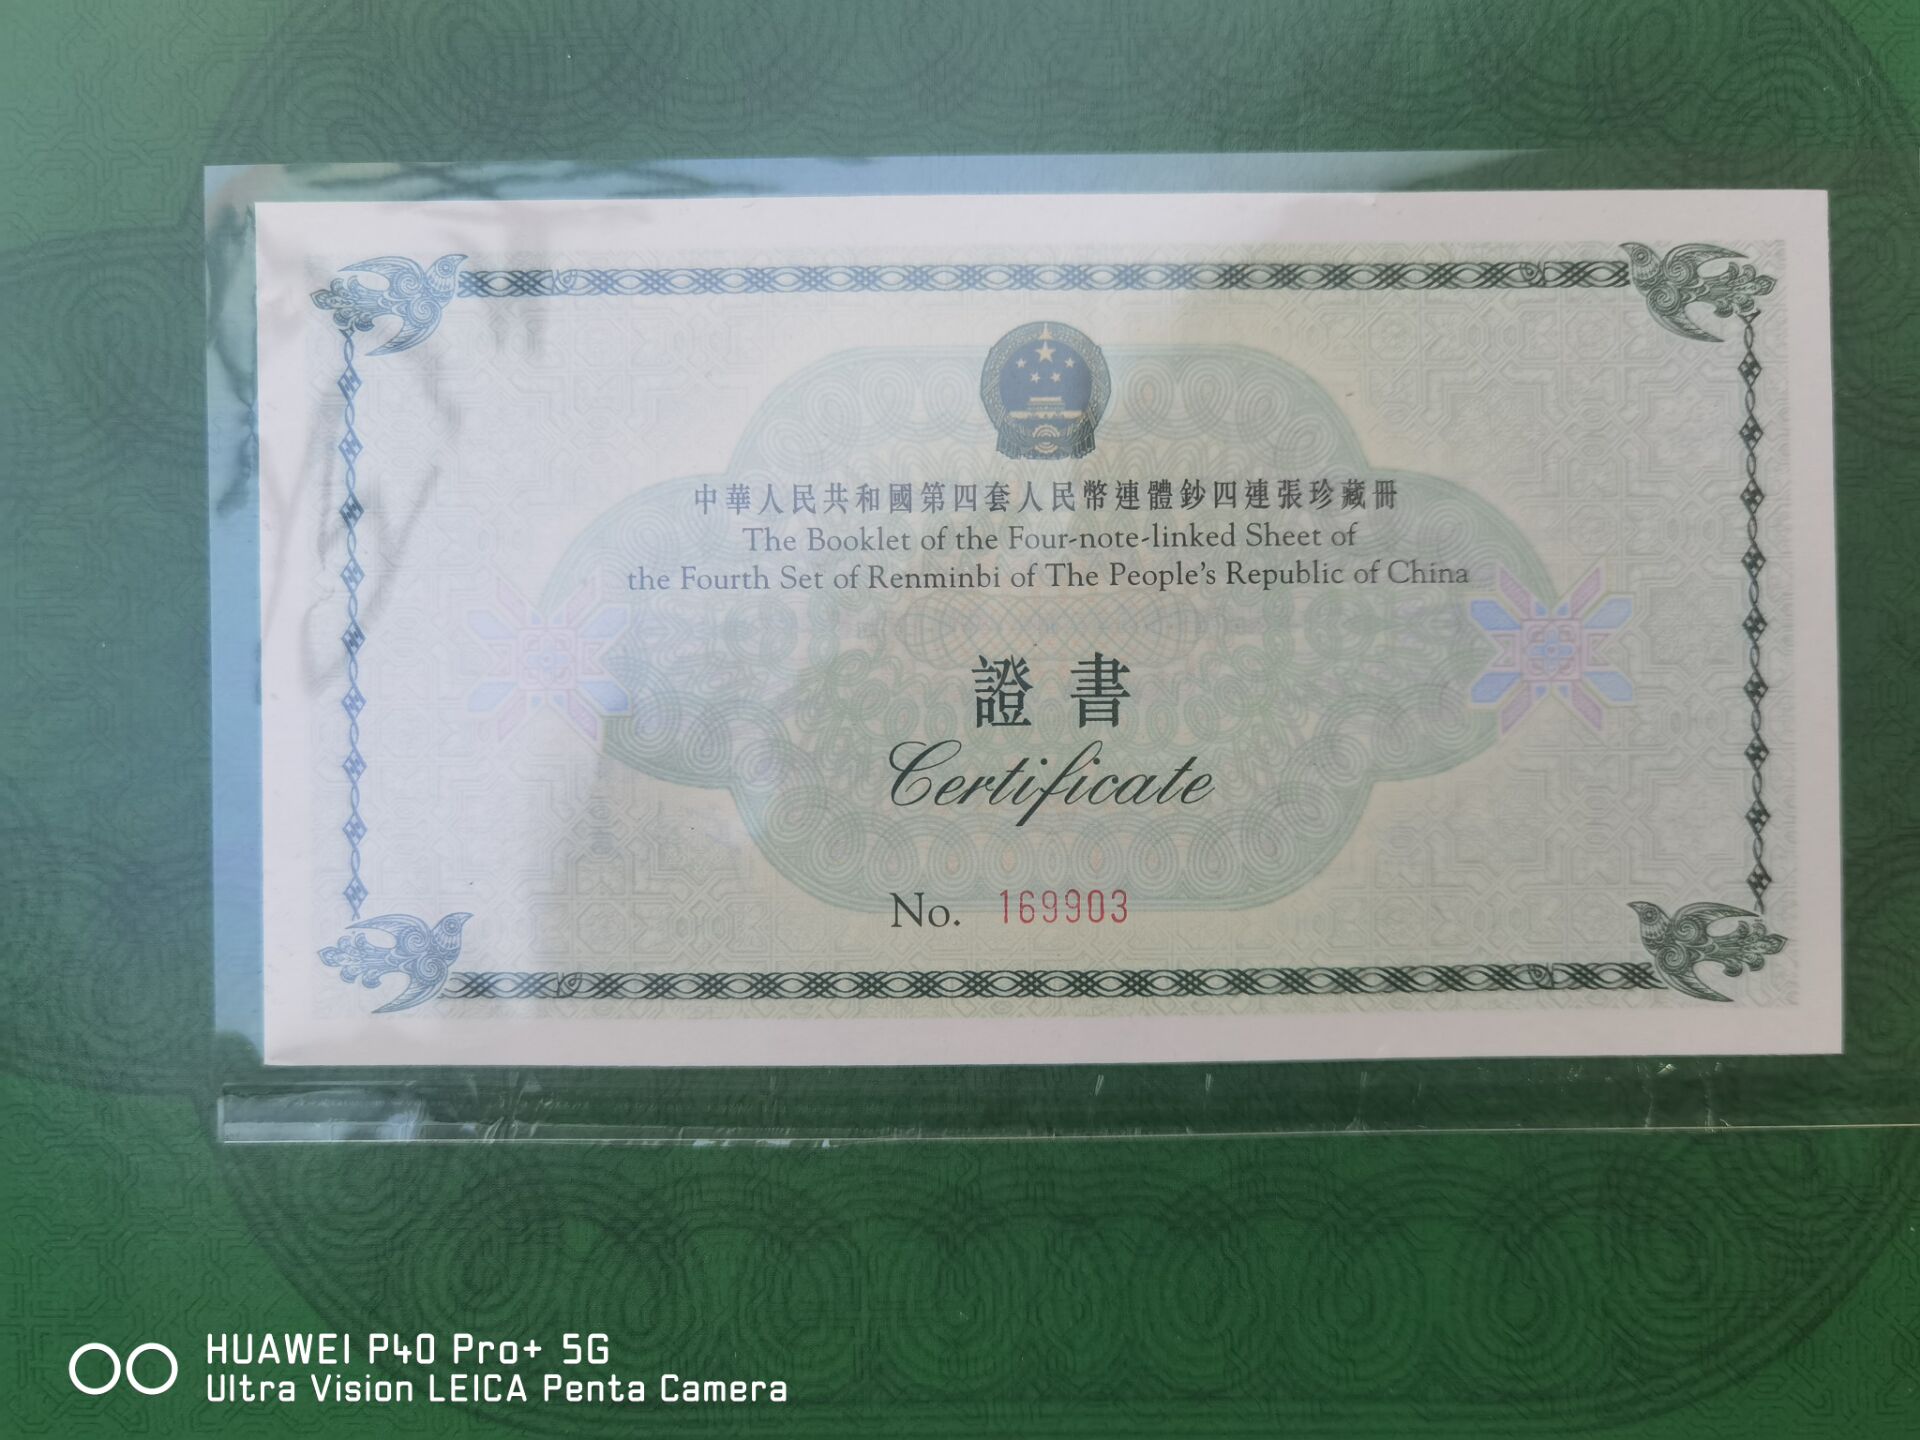 中華人民共和國第四套人民幣連體鈔四連張珍藏冊
The Booklet of the Four-note-linked Sheet of
the Fourth Set of Renminbi of The People's Republic of China
證書
Certificate
No. 169903
HUAWEI P40 Pro+ 5G
Ultra Vision LEICA Penta Camera